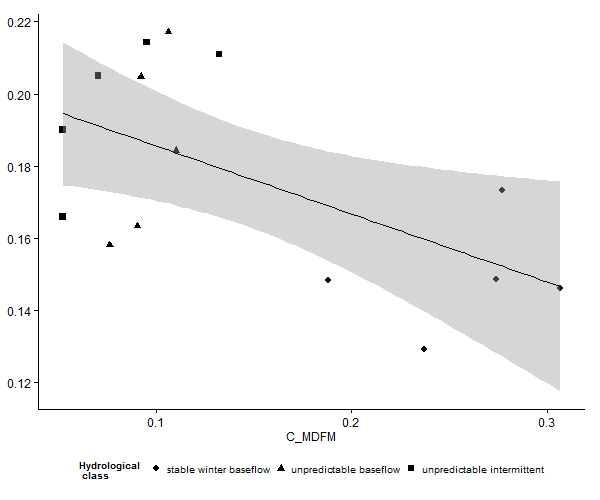 0.22
0.20
0.18
0.16
0.14
0.12
0.1 0.2 0.3
C_MDFM
Hydrological
class
stable winter baseflow unpredictable baseflow unpredictable intermittent